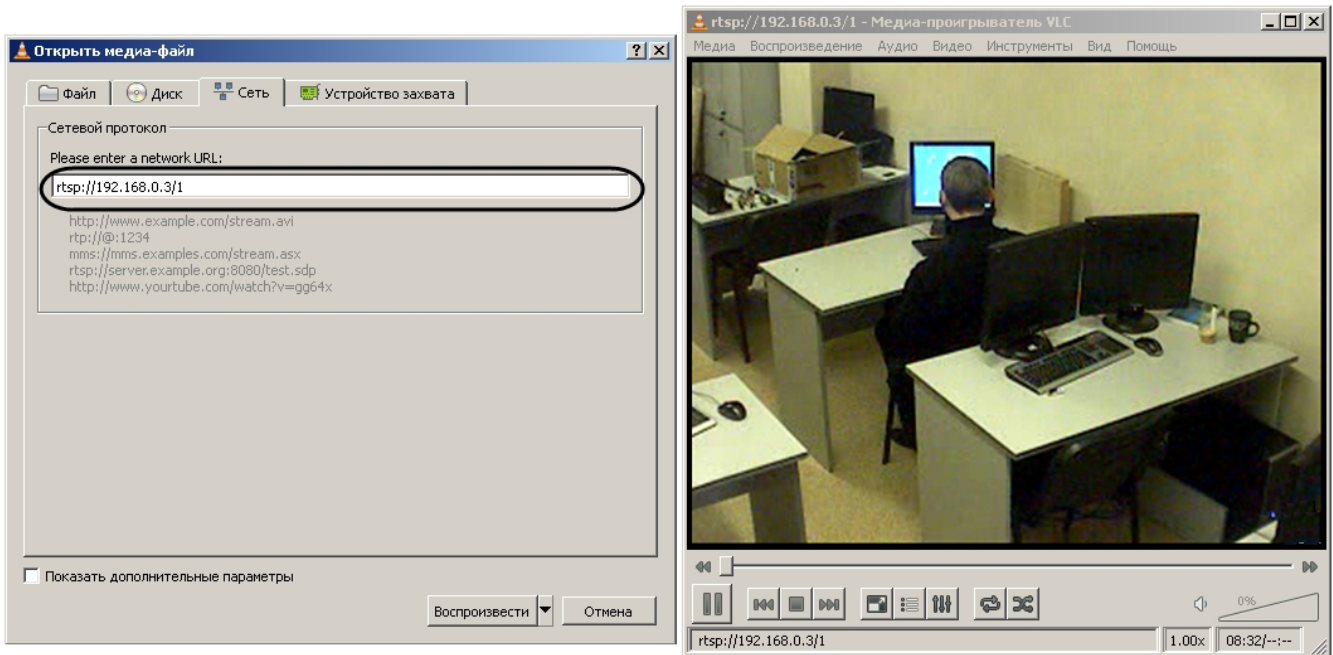 Открыть медиа-файл
Файл
Диск
Сеть
Устройство захвата
Сетевой протокол
Please enter a network URL:
rtsp://192.168.0.3/1
http://www.example.com/stream.avi
rtp://@:1234
mms://mms.examples.com/stream.asx
rtsp://server.example.org:8080/test.sdp
http://www.yourtube.com/watch?v=gg64x
Показать дополнительные параметры
Воспроизвести
Отмена
rtsp://192.168.0.3/1 - Медиа-проигрыватель VLC
Медиа Воспроизведение Аудио Видео Инструменты Вид Помощь
0%
rtsp://192.168.0.3/1
1.00x
08:32/--:--